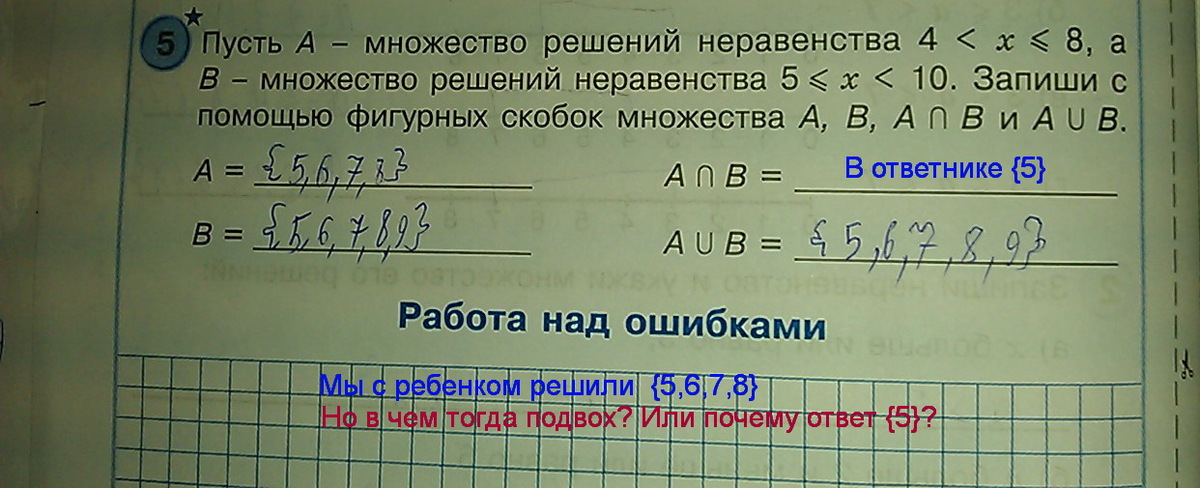 5 Пусть A – множество решений неравенства 4 < x ⩽ 8, а
B – множество решений неравенства 5 ⩽ x < 10. Запиши с
помощью фигурных скобок множества A, B, A ∩ B и A ∪ B.
A = {5,6,7,8}
A ∩ B = В ответнике {5}
B = {5,6,7,8,9}
A ∪ B = {5,6,7,8,9}
Работа над ошибками
Мы с ребенком решили {5,6,7,8}
Но в чем тогда подвох? Или почему ответ {5}?